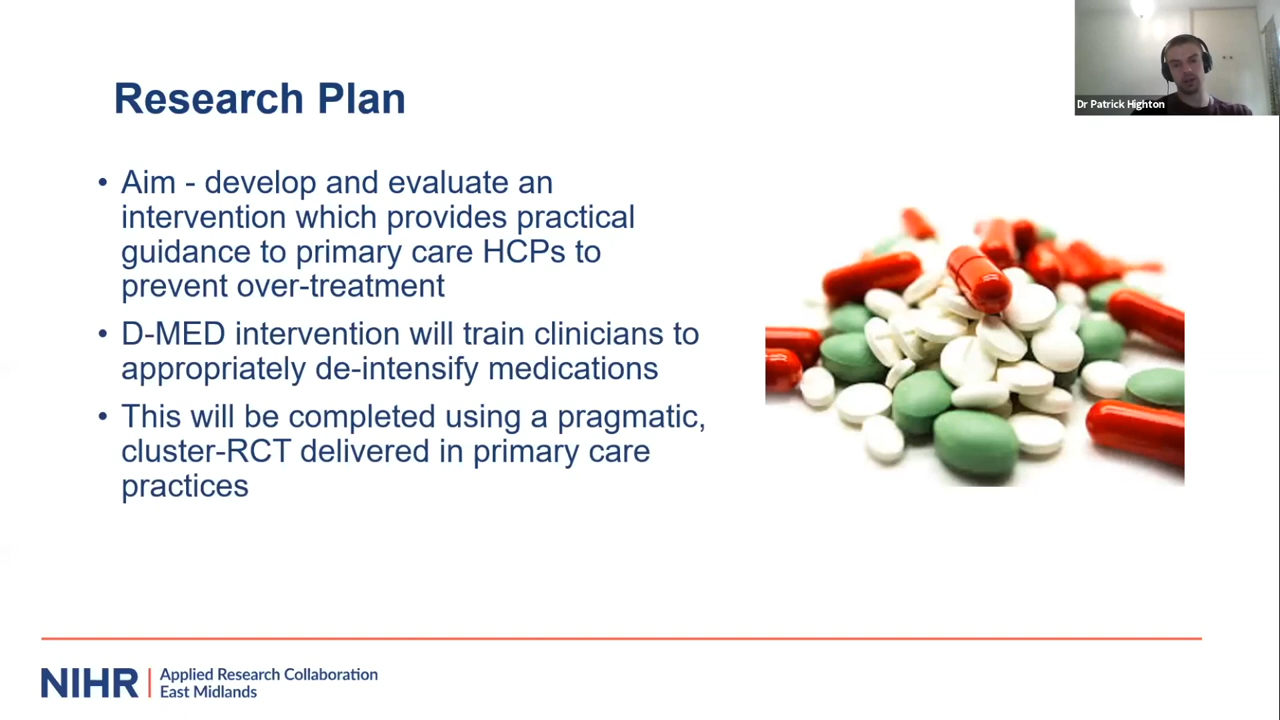 Dr Patrick Highton
Research Plan
• Aim - develop and evaluate an
intervention which provides practical
guidance to primary care HCPs to
prevent over-treatment
• D-MED intervention will train clinicians to
appropriately de-intensify medications
• This will be completed using a pragmatic,
cluster-RCT delivered in primary care
practices
NIHR | Applied Research Collaboration
East Midlands